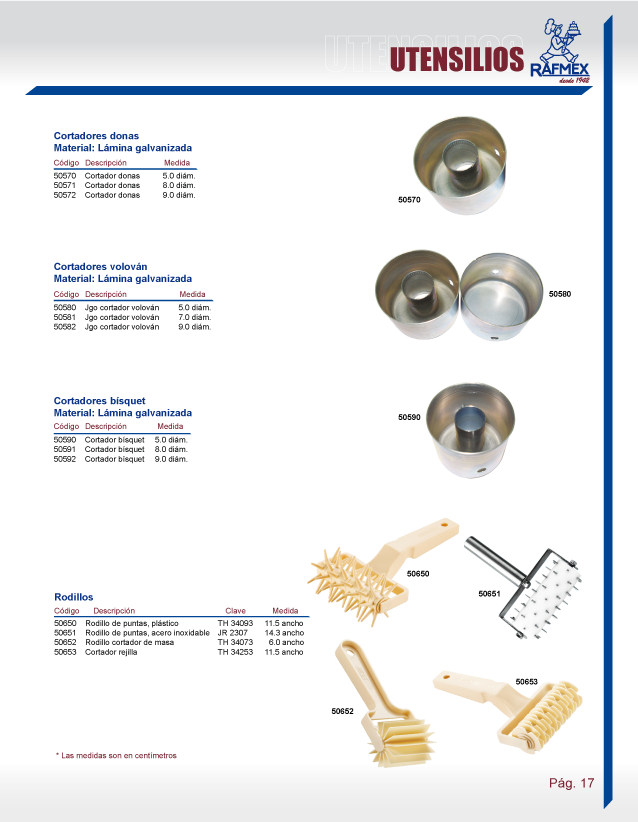 UTENSILIOS
UTENSILIOS
RAFMEX
desde 1942
Cortadores donas
Material: Lámina galvanizada
Código Descripción Medida
50570 Cortador donas 5.0 diám.
50571 Cortador donas 8.0 diám.
50572 Cortador donas 9.0 diám.
50570
Cortadores volován
Material: Lámina galvanizada
Código Descripción Medida
50580 Jgo cortador volován 5.0 diám.
50581 Jgo cortador volován 7.0 diám.
50582 Jgo cortador volován 9.0 diám.
50580
Cortadores bísquet
Material: Lámina galvanizada
Código Descripción Medida
50590 Cortador bísquet 5.0 diám.
50591 Cortador bísquet 8.0 diám.
50592 Cortador bísquet 9.0 diám.
50590
50650
50651
Rodillos
Código Descripción Clave Medida
50650 Rodillo de puntas, plástico TH 34093 11.5 ancho
50651 Rodillo de puntas, acero inoxidable JR 2307 14.3 ancho
50652 Rodillo cortador de masa TH 34073 6.0 ancho
50653 Cortador rejilla TH 34253 11.5 ancho
50653
50652
* Las medidas son en centímetros
Pág. 17